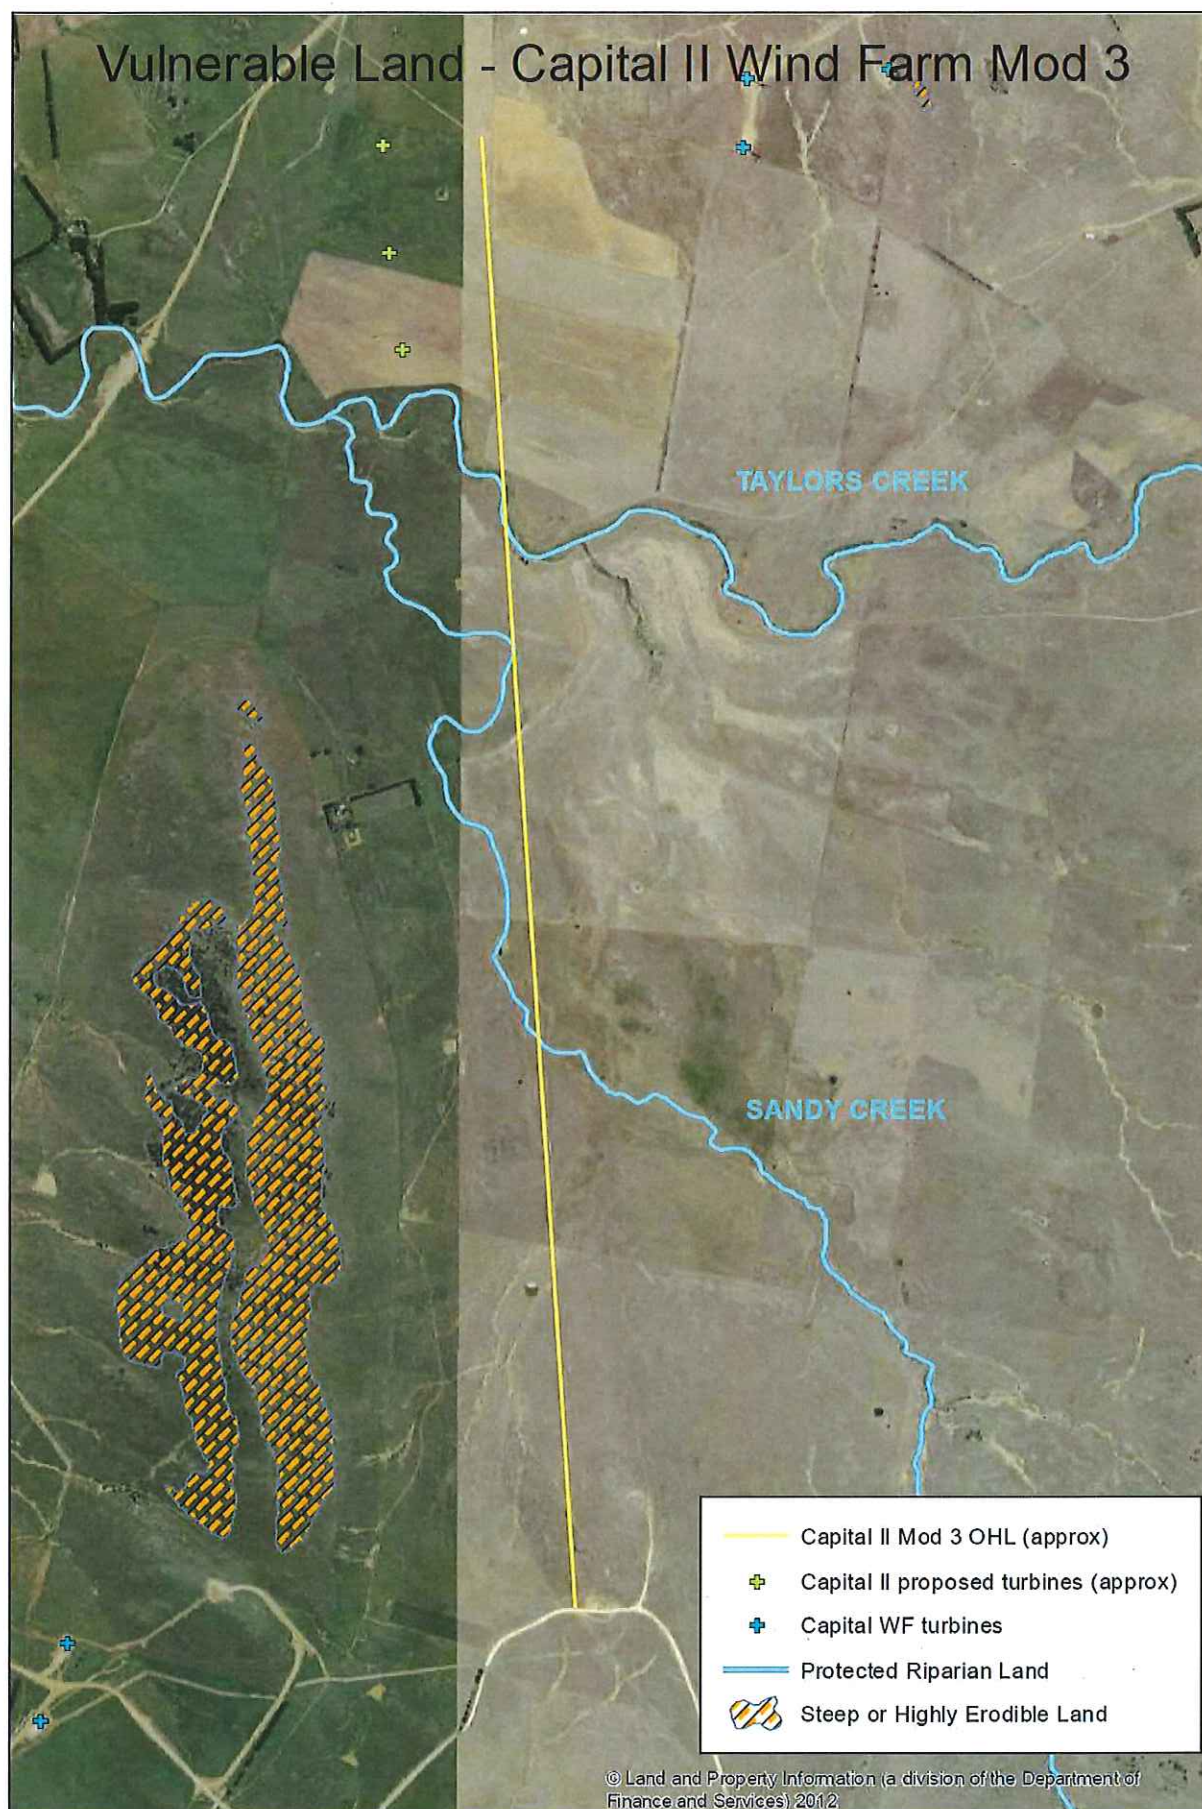 Vulnerable Land - Capital II Wind Farm Mod 3
TAYLORS CREEK
SANDY CREEK
Capital II Mod 3 OHL (approx)
Capital II proposed turbines (approx)
Capital WF turbines
Protected Riparian Land
Steep or Highly Erodible Land
© Land and Property Information (a division of the Department of
Finance and Services) 2012